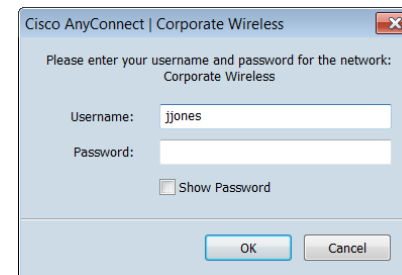 Cisco AnyConnect | Corporate Wireless
Please enter your username and password for the network:
Corporate Wireless
Username: jjones
Password:
Show Password
OK Cancel